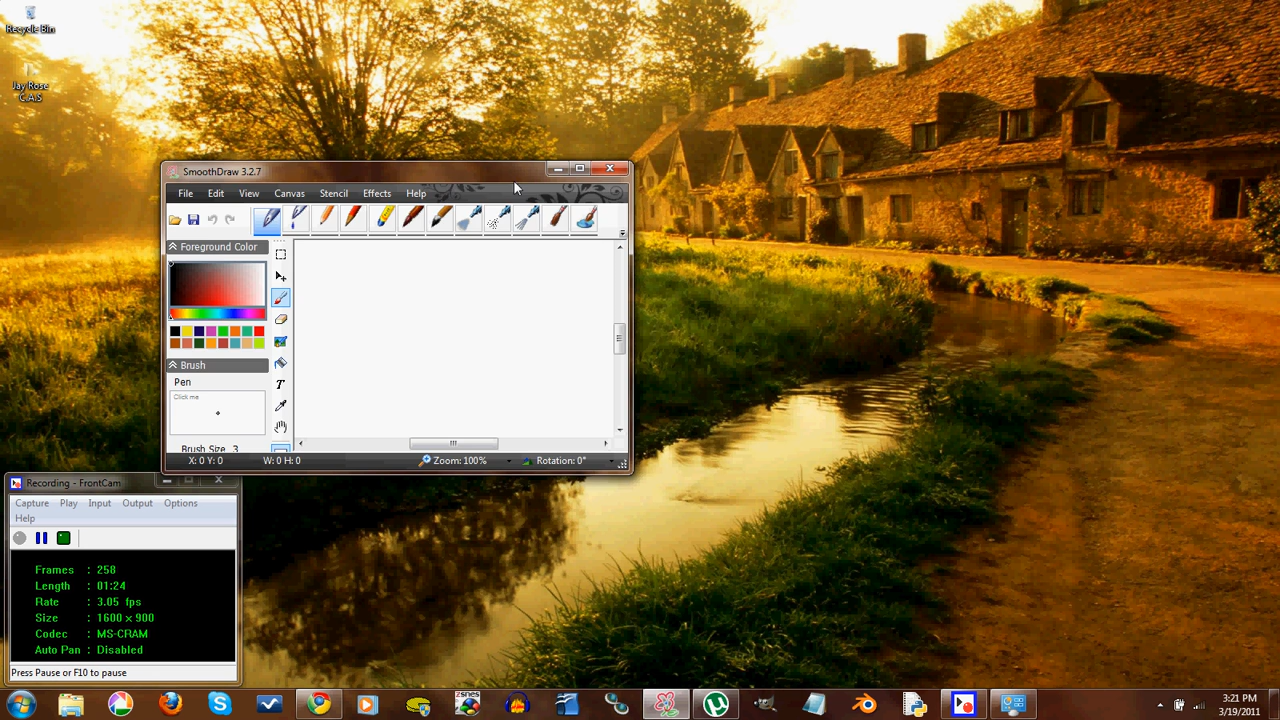 Recycle Bin
Jay Rose
C.A.S
SmoothDraw 3.2.7
File Edit View Canvas Stencil Effects Help
Foreground Color
Brush
Pen
Click me
Brush Size 3
X: 0 Y: 0 W: 0 H: 0 Zoom: 100% Rotation: 0°
Recording - FrontCam
Capture Play Input Output Options
Help
Frames : 258
Length : 01:24
Rate : 3.05 fps
Size : 1600 x 900
Codec : MS-CRAM
Auto Pan : Disabled
Press Pause or F10 to pause
T
zsnes
3:21 PM
3/19/2011